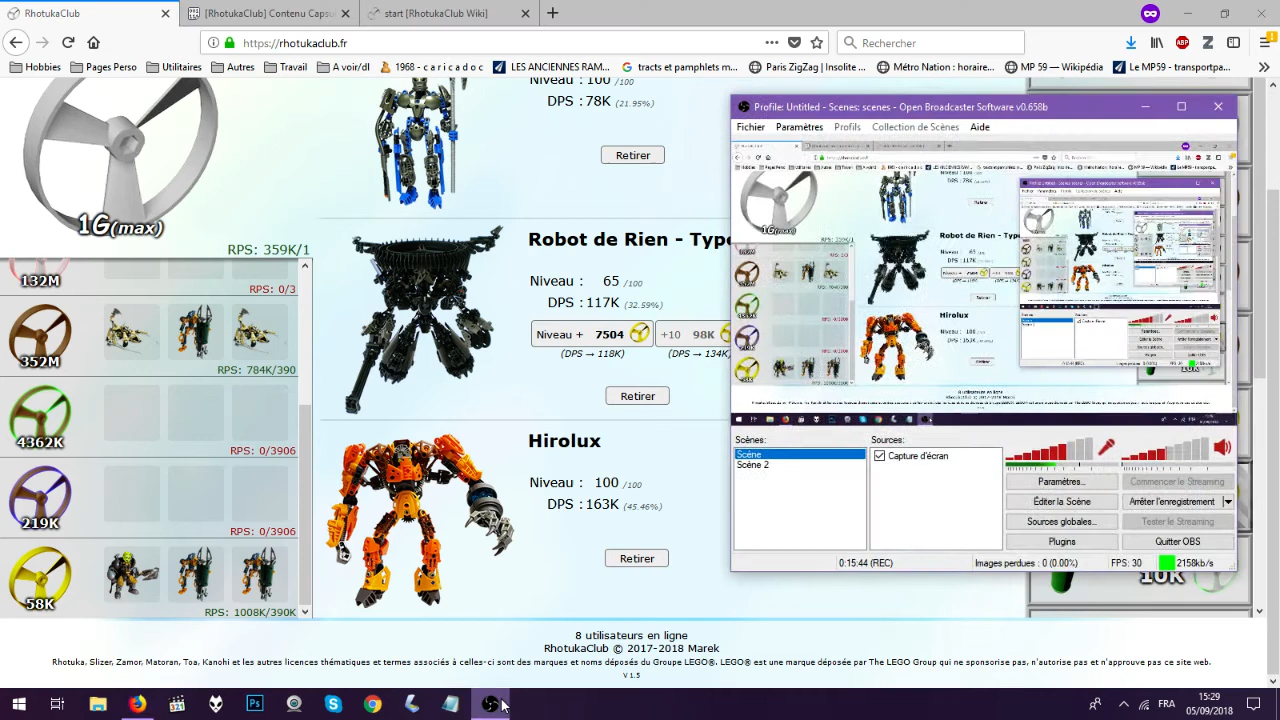 RhotukaClub
[RhotukaClub] Contenu Capsu
start [RhotukaClub Wiki]
https://rhotukaclub.fr
Rechercher
Hobbies
Pages Perso
Utilitaires
Autres
Travail
A voir/dl
1968 - c a r i c a d o c
LES ANCIENNES RAM...
tracts et pamphlets m...
Paris ZigZag | Insolite ...
Métro Nation : horaire...
MP 59 — Wikipédia
Le MP59 - transportpa...
1G(max)
RPS: 359K/1
132M
RPS: 0/3
352M
RPS: 784K/390
4362K
RPS: 0/3906
219K
RPS: 0/3906
58K
RPS: 1008K/390K
Niveau : 100 /100
DPS : 78K (21.95%)
Retirer
Robot de Rien - Type
Niveau : 65 /100
DPS : 117K (32.59%)
Niveau + 7504
+10 98K
(DPS → 118K)
(DPS → 134K
Retirer
Hirolux
Niveau : 100 /100
DPS : 163K (45.46%)
Retirer
Profile: Untitled - Scenes: scenes - Open Broadcaster Software v0.658b
Fichier
Paramètres
Profils
Collection de Scènes
Aide
1G(max)
Robot de Rien - Type
Hirolux
Scènes:
Scène
Scène 2
Sources:
Capture d'écran
Paramètres...
Commencer le Streaming
Éditer la Scène
Arrêter l'enregistrement
Sources globales...
Tester le Streaming
Plugins
Quitter OBS
0:15:44 (REC)
Images perdues : 0 (0.00%)
FPS: 30
2158kb/s
10K
8 utilisateurs en ligne
RhotukaClub © 2017-2018 Marek
Rhotuka, Slizer, Zamor, Matoran, Toa, Kanohi et les autres licences thématiques et termes associés à celles-ci sont des marques et noms déposés du Groupe LEGO®. LEGO® est une marque déposée par The LEGO Group qui ne sponsorise pas, n'autorise pas et n'approuve pas ce site web.
V 1.5
FRA
15:29
05/09/2018